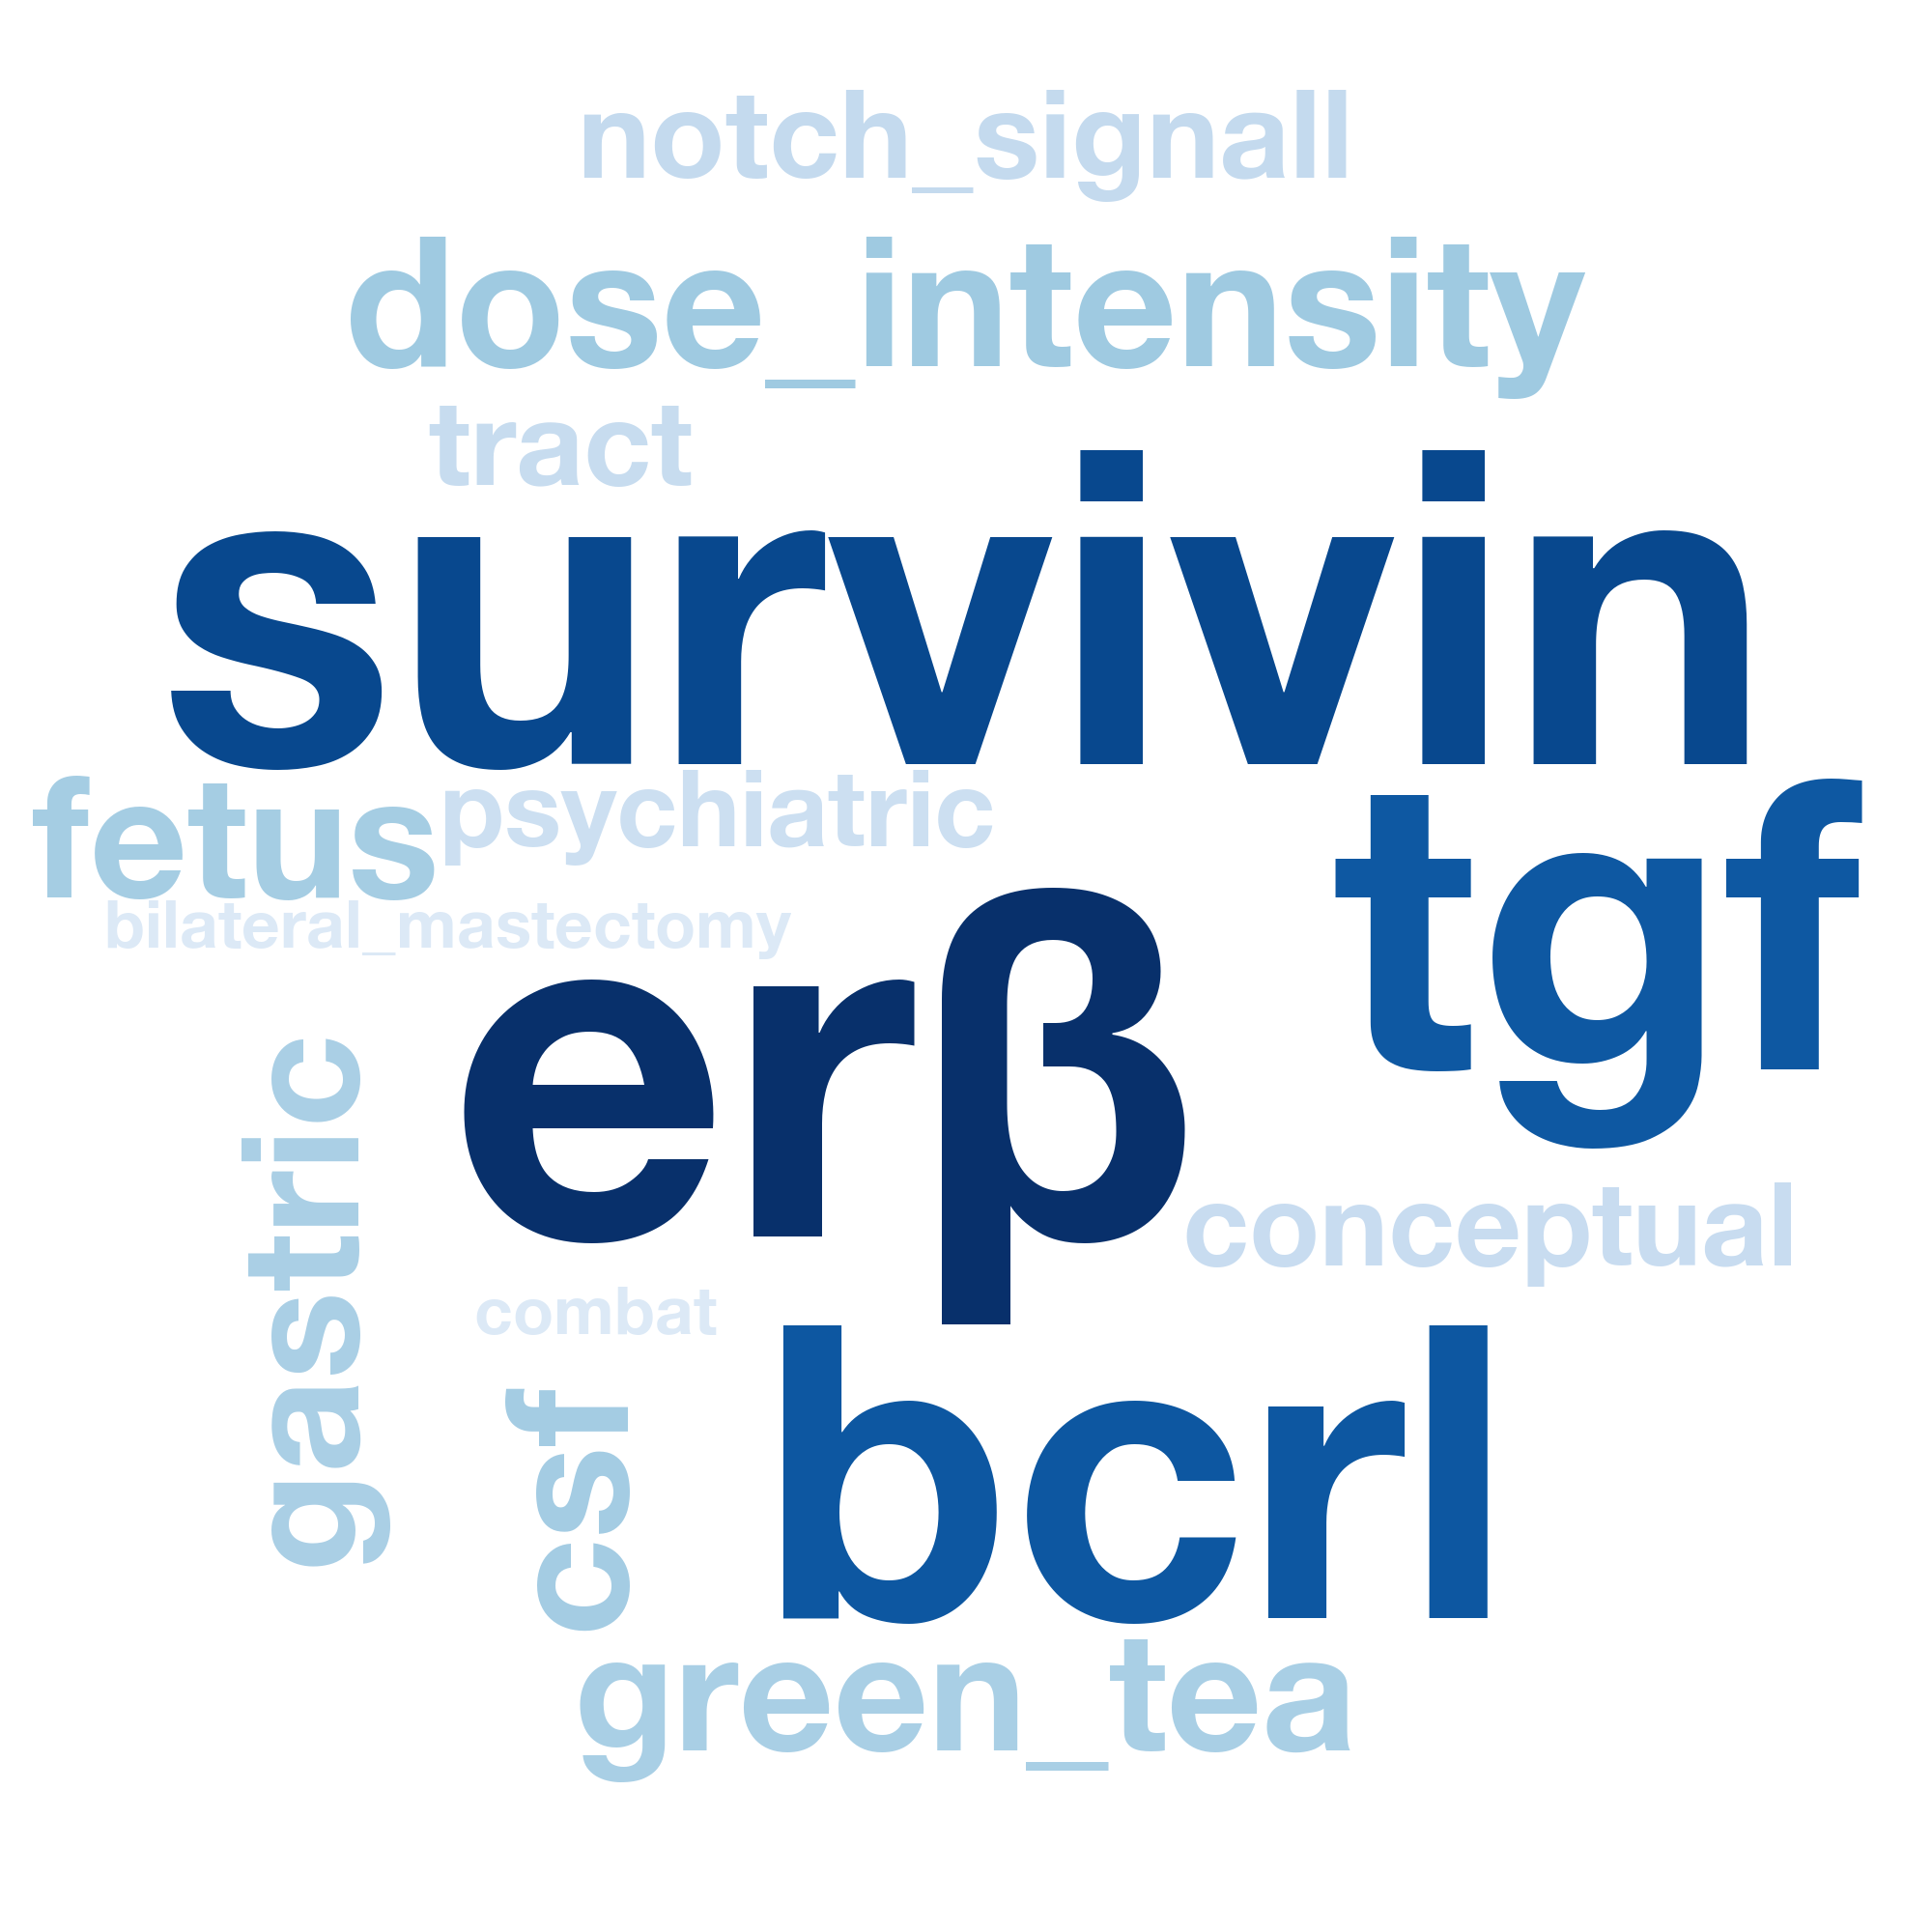 notch_signall
dose_intensity
tract
survivin
fetus
psychiatric
tgf
bilateral_mastectomy
erβ
gastric
conceptual
combat
csf
bcrl
green_tea